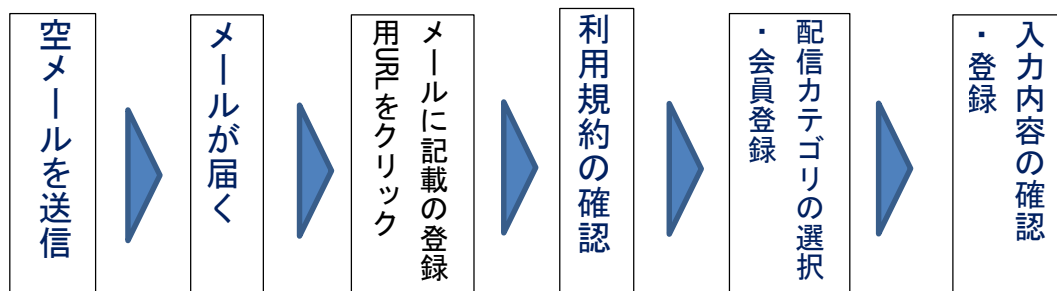 空メールを送信
メールが届く
メールに記載の登録
用URLをクリック
利用規約の確認
配信カテゴリの選択
・会員登録
入力内容の確認
・登録